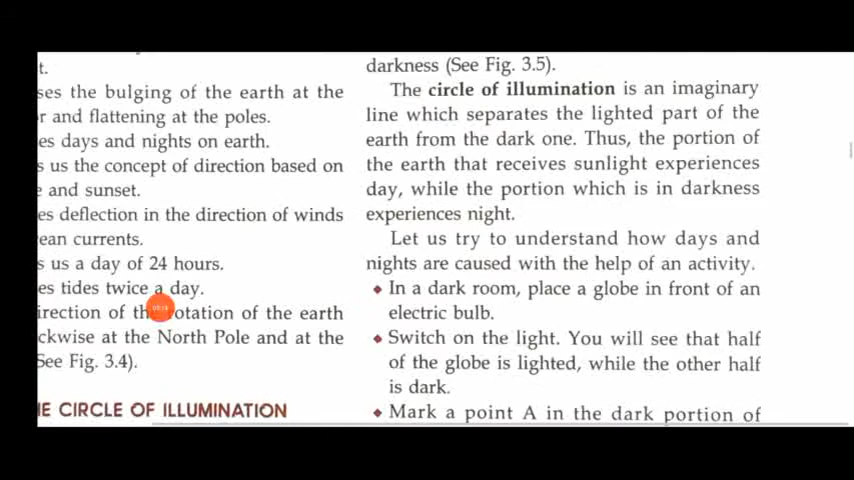 t.
ses the bulging of the earth at the
r and flattening at the poles.
es days and nights on earth.
s us the concept of direction based on
e and sunset.
es deflection in the direction of winds
ean currents.
s us a day of 24 hours.
es tides twice a day.
irection of the rotation of the earth
ckwise at the North Pole and at the
See Fig. 3.4).
E CIRCLE OF ILLUMINATION
darkness (See Fig. 3.5).
The circle of illumination is an imaginary
line which separates the lighted part of the
earth from the dark one. Thus, the portion of
the earth that receives sunlight experiences
day, while the portion which is in darkness
experiences night.
Let us try to understand how days and
nights are caused with the help of an activity.
◆ In a dark room, place a globe in front of an
electric bulb.
◆ Switch on the light. You will see that half
of the globe is lighted, while the other half
is dark.
◆ Mark a point A in the dark portion of